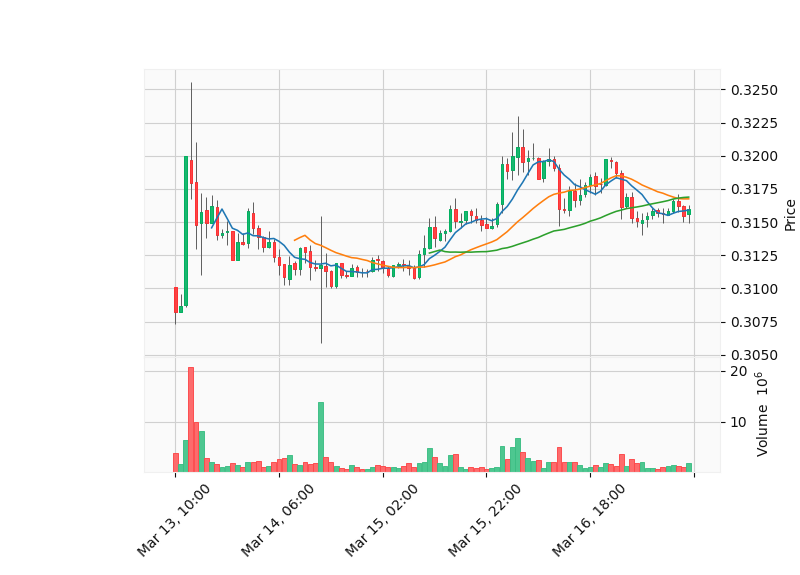 0.3250
0.3225
0.3200
0.3175
0.3150
0.3125
0.3100
0.3075
0.3050
Price
20
10
Volume 10^6
Mar 13, 10:00
Mar 14, 06:00
Mar 15, 02:00
Mar 15, 22:00
Mar 16, 18:00